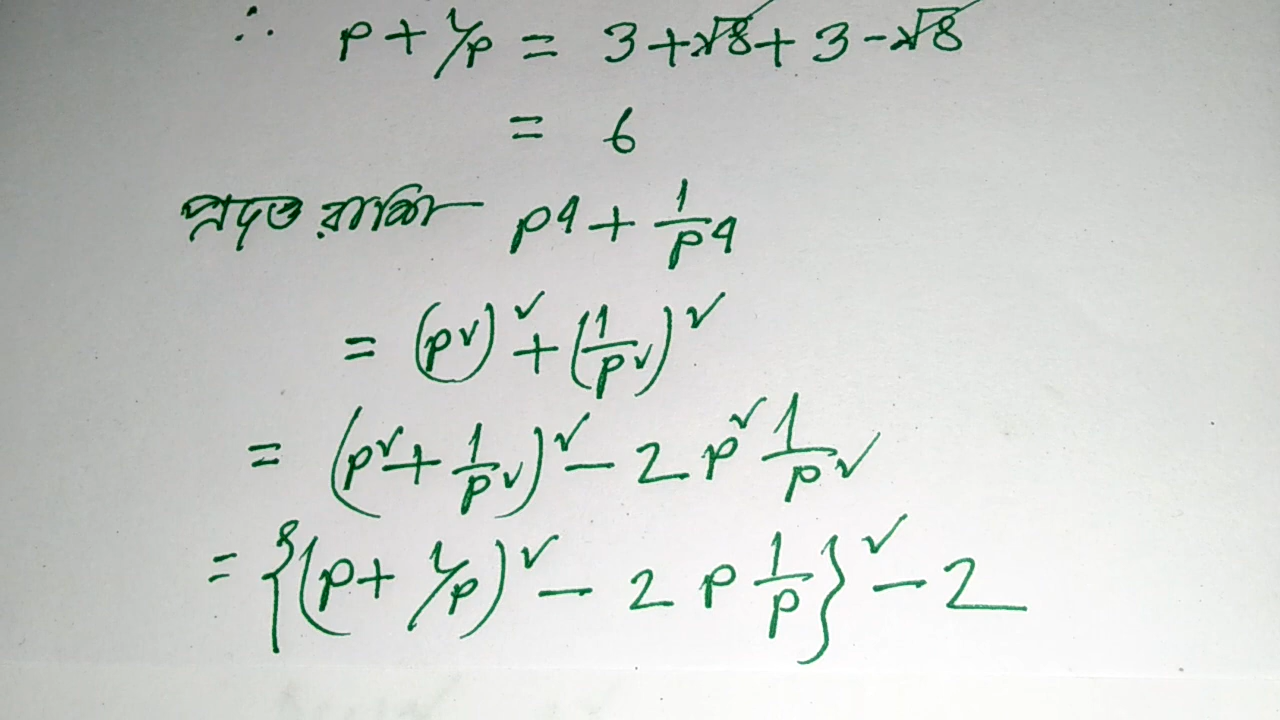 ∴ p + 1/p = 3 + √8 + 3 - √8
= 6
প্রদত্ত রাশি p⁴ + 1/p⁴
= (p²)² + (1/p²)²
= (p² + 1/p²)² - 2 p² 1/p²
= {(p + 1/p)² - 2 p 1/p}² - 2